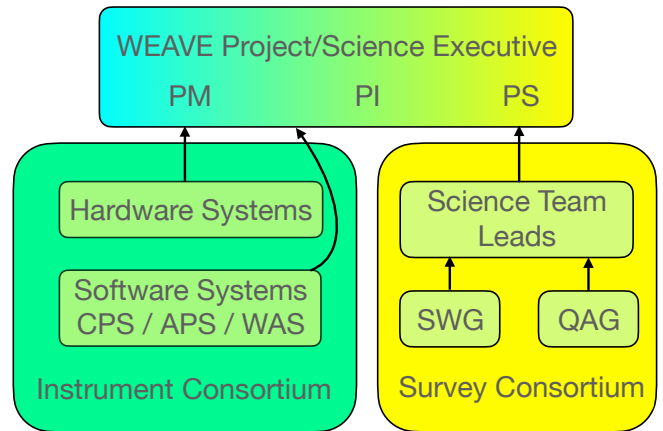 WEAVE Project/Science Executive
PM PI PS
Hardware Systems
Software Systems
CPS / APS / WAS
Instrument Consortium
Science Team
Leads
SWG QAG
Survey Consortium